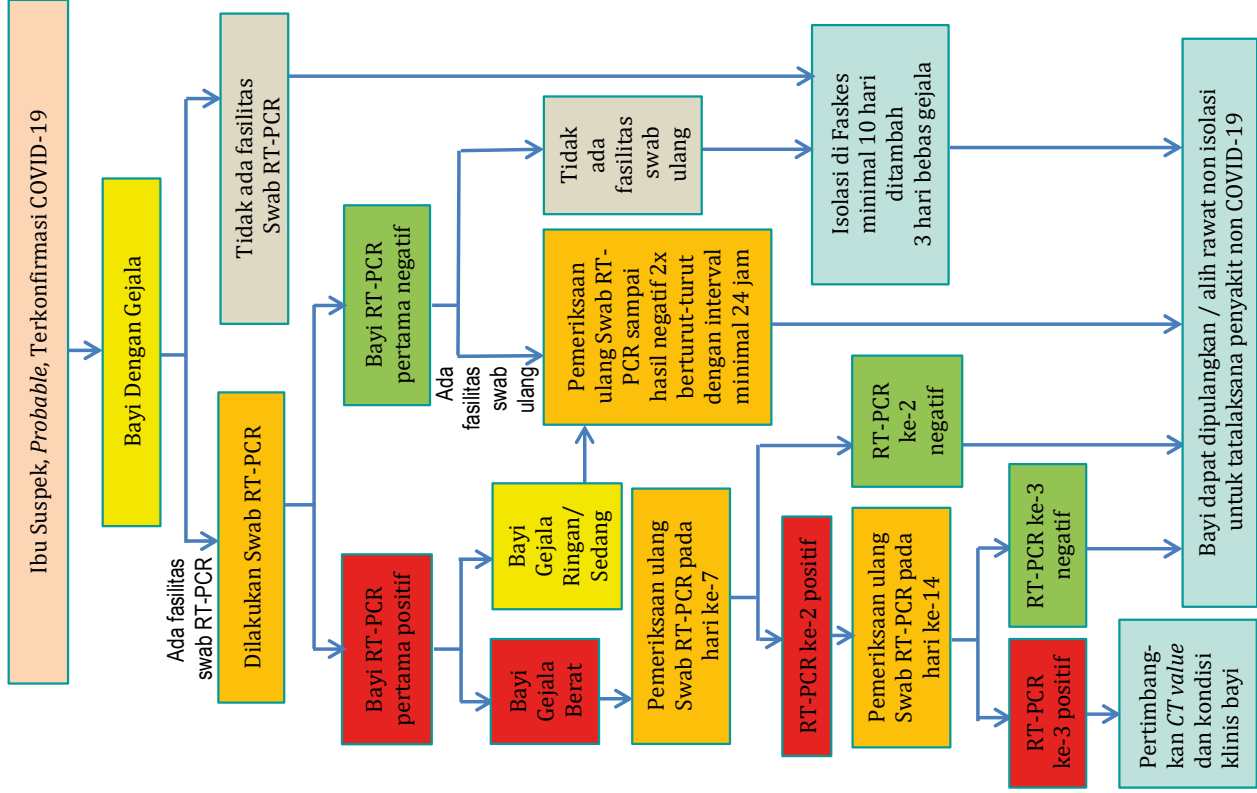 Ibu Suspek, Probable, Terkonfirmasi COVID-19
Bayi Dengan Gejala
Ada fasilitas
swab RT-PCR
Dilakukan Swab RT-PCR
Tidak ada fasilitas
Swab RT-PCR
Bayi RT-PCR
pertama positif
Bayi RT-PCR
pertama negatif
Ada
fasilitas
swab
ulang
Bayi
Gejala
Berat
Bayi
Gejala
Ringan/
Sedang
Pemeriksaan
ulang Swab RT-
PCR sampai
hasil negatif 2x
berturut-turut
dengan interval
minimal 24 jam
Tidak
ada
fasilitas
swab
ulang
Pemeriksaan ulang
Swab RT-PCR pada
hari ke-7
RT-PCR ke-2 positif
RT-PCR
ke-2
negatif
Isolasi di Faskes
minimal 10 hari
ditambah
3 hari bebas gejala
Pemeriksaan ulang
Swab RT-PCR pada
hari ke-14
RT-PCR
ke-3 positif
RT-PCR ke-3
negatif
Pertimbang-
kan CT value
dan kondisi
klinis bayi
Bayi dapat dipulangkan / alih rawat non isolasi
untuk tatalaksana penyakit non COVID-19